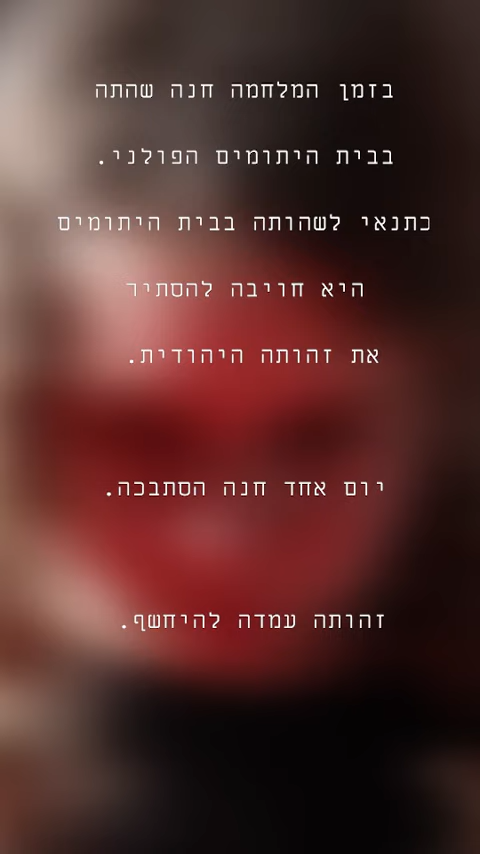 בזמן המלחמה חנה שהתה
בבית היתומים הפולני.
כתנאי לשהותה בבית היתומים
היא חויבה להסתיר
את זהותה היהודית.
יום אחד חנה הסתבכה.
זהותה עמדה להיחשף.